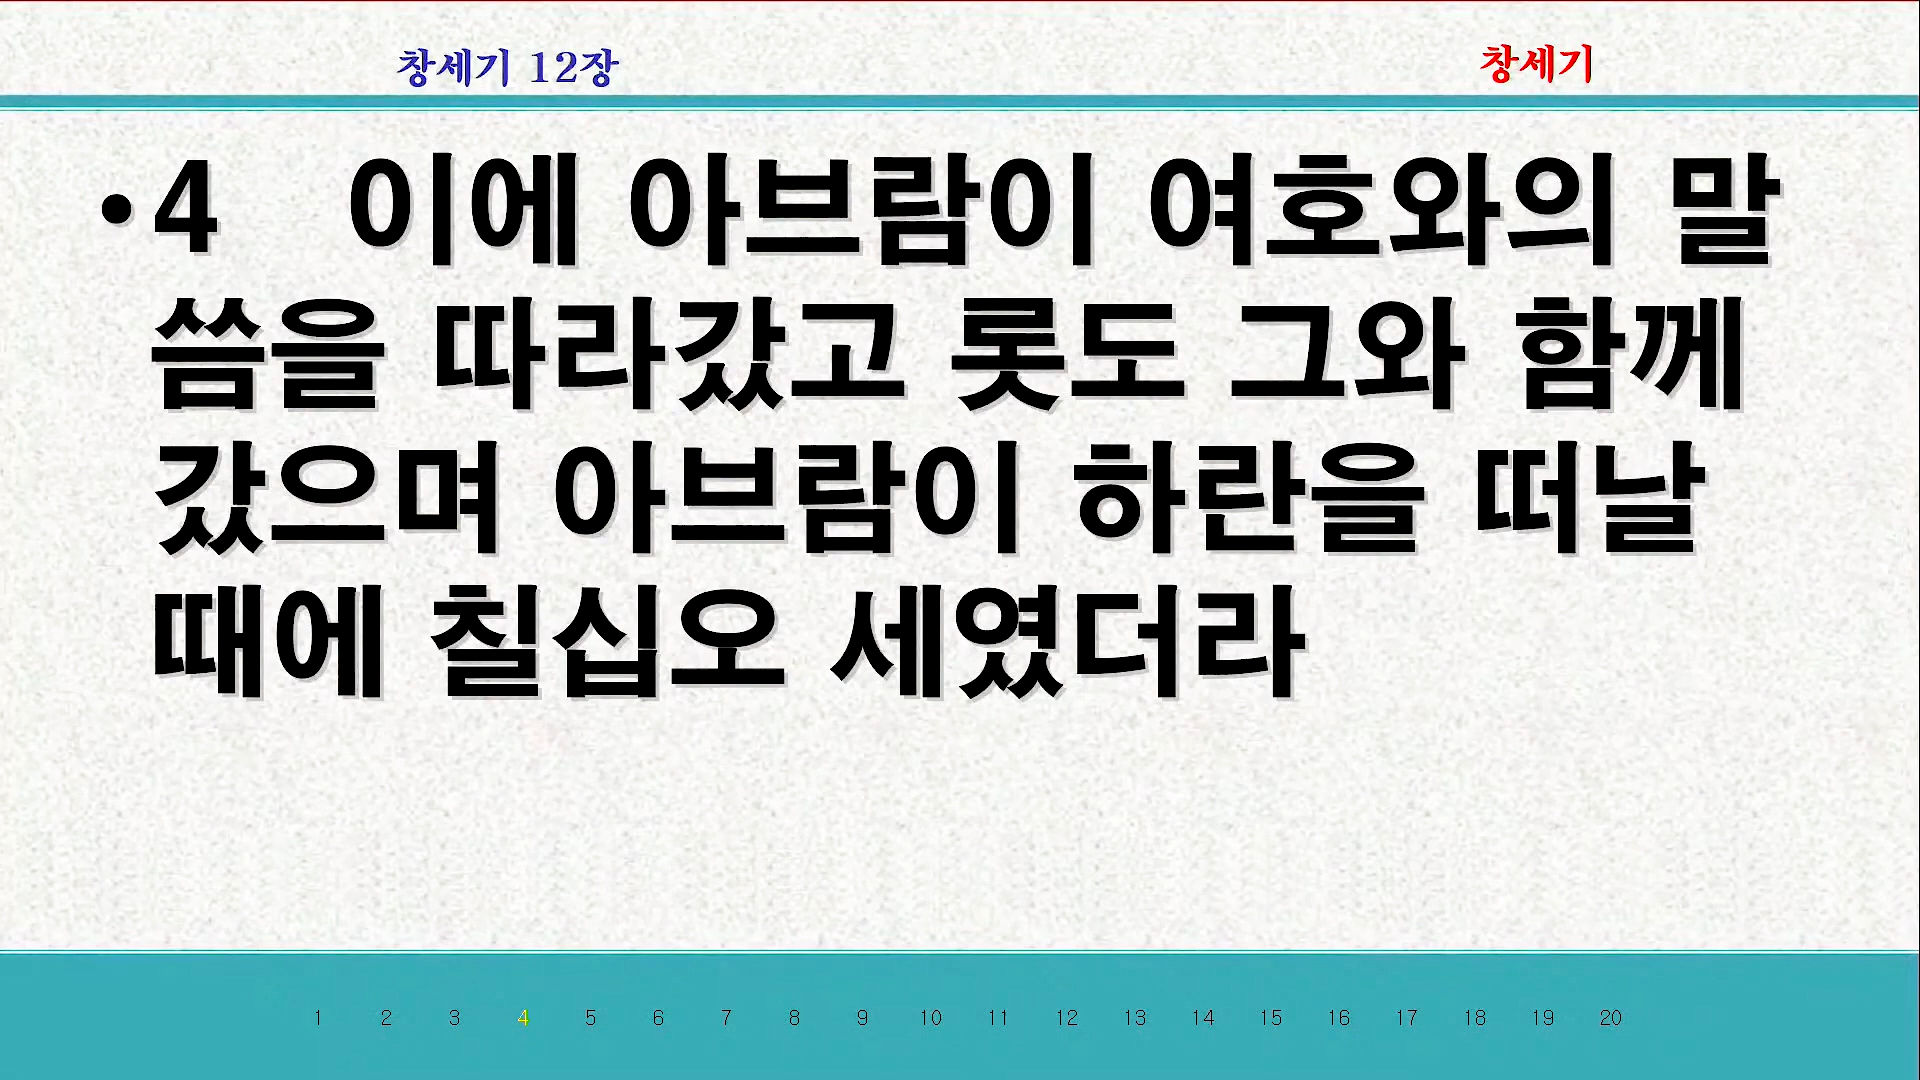 창세기 12장 창세기
•4 이에 아브람이 여호와의 말
씀을 따라갔고 롯도 그와 함께
갔으며 아브람이 하란을 떠날
때에 칠십오 세였더라
1 2 3 4 5 6 7 8 9 10 11 12 13 14 15 16 17 18 19 20